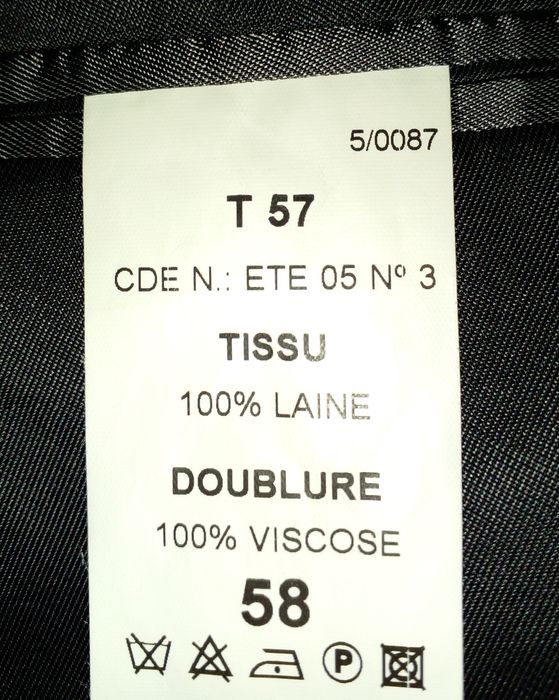 5/0087
T 57
CDE N.: ETE 05 Nº 3
TISSU
100% LAINE
DOUBLURE
100% VISCOSE
58
P